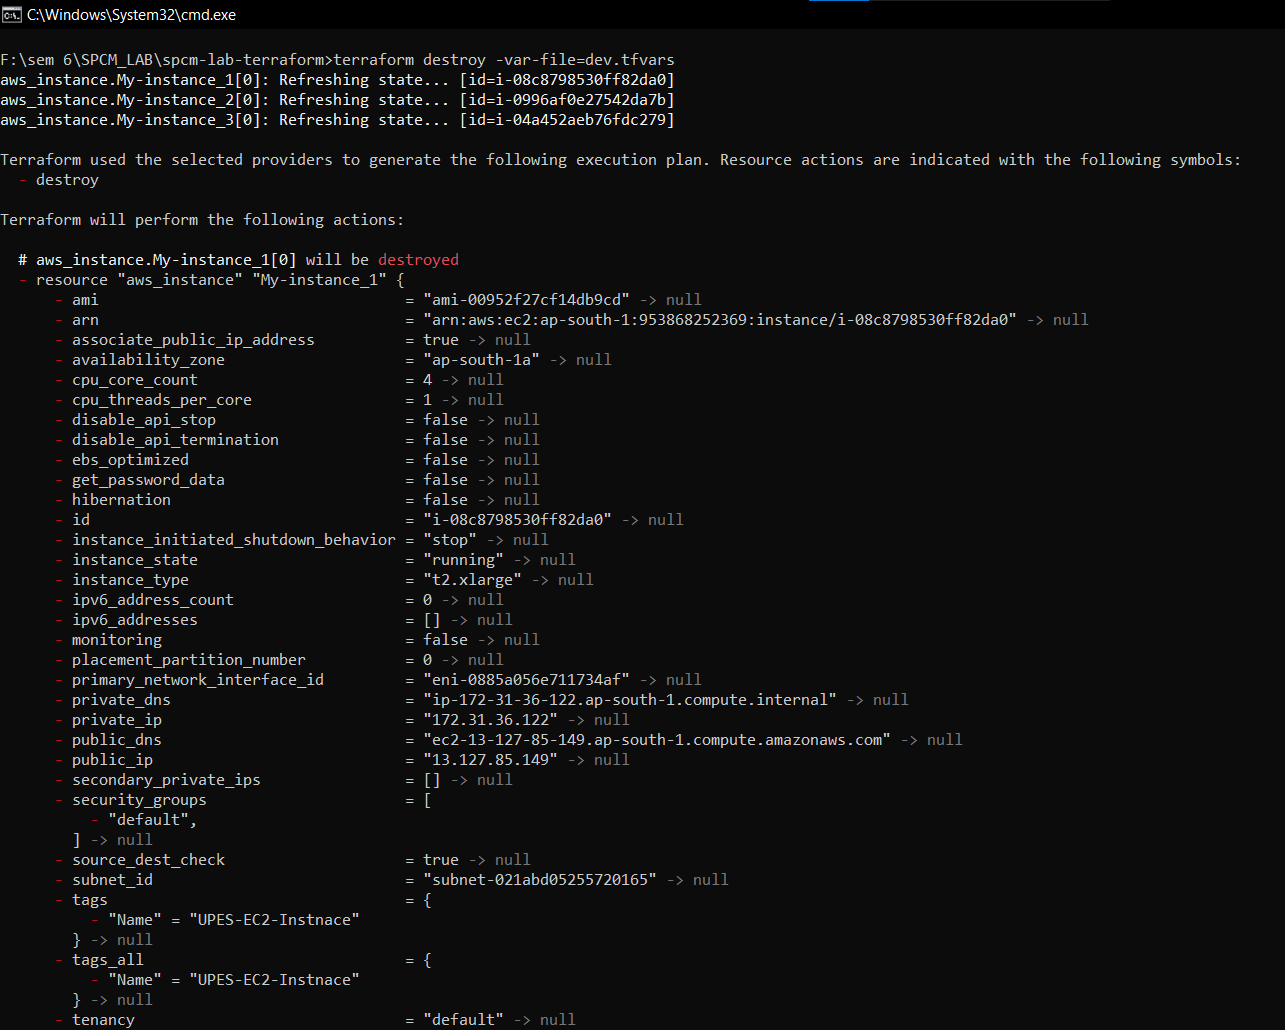 C:\Windows\System32\cmd.exe
F:\sem 6\SPCM_LAB\spcm-lab-terraform>terraform destroy -var-file=dev.tfvars
aws_instance.My-instance_1[0]: Refreshing state... [id=i-08c8798530ff82da0]
aws_instance.My-instance_2[0]: Refreshing state... [id=i-0996af0e27542da7b]
aws_instance.My-instance_3[0]: Refreshing state... [id=i-04a452aeb76fdc279]
Terraform used the selected providers to generate the following execution plan. Resource actions are indicated with the following symbols:
  - destroy
Terraform will perform the following actions:
  # aws_instance.My-instance_1[0] will be destroyed
  - resource "aws_instance" "My-instance_1" {
      - ami                                  = "ami-00952f27cf14db9cd" -> null
      - arn                                  = "arn:aws:ec2:ap-south-1:953868252369:instance/i-08c8798530ff82da0" -> null
      - associate_public_ip_address          = true -> null
      - availability_zone                    = "ap-south-1a" -> null
      - cpu_core_count                       = 4 -> null
      - cpu_threads_per_core                 = 1 -> null
      - disable_api_stop                     = false -> null
      - disable_api_termination              = false -> null
      - ebs_optimized                        = false -> null
      - get_password_data                    = false -> null
      - hibernation                          = false -> null
      - id                                   = "i-08c8798530ff82da0" -> null
      - instance_initiated_shutdown_behavior = "stop" -> null
      - instance_state                       = "running" -> null
      - instance_type                        = "t2.xlarge" -> null
      - ipv6_address_count                   = 0 -> null
      - ipv6_addresses                       = [] -> null
      - monitoring                           = false -> null
      - placement_partition_number           = 0 -> null
      - primary_network_interface_id         = "eni-0885a056e711734af" -> null
      - private_dns                          = "ip-172-31-36-122.ap-south-1.compute.internal" -> null
      - private_ip                           = "172.31.36.122" -> null
      - public_dns                           = "ec2-13-127-85-149.ap-south-1.compute.amazonaws.com" -> null
      - public_ip                            = "13.127.85.149" -> null
      - secondary_private_ips                = [] -> null
      - security_groups                      = [
          - "default",
        ] -> null
      - source_dest_check                    = true -> null
      - subnet_id                            = "subnet-021abd05255720165" -> null
      - tags                                 = {
          - "Name" = "UPES-EC2-Instnace"
        } -> null
      - tags_all                             = {
          - "Name" = "UPES-EC2-Instnace"
        } -> null
      - tenancy                              = "default" -> null